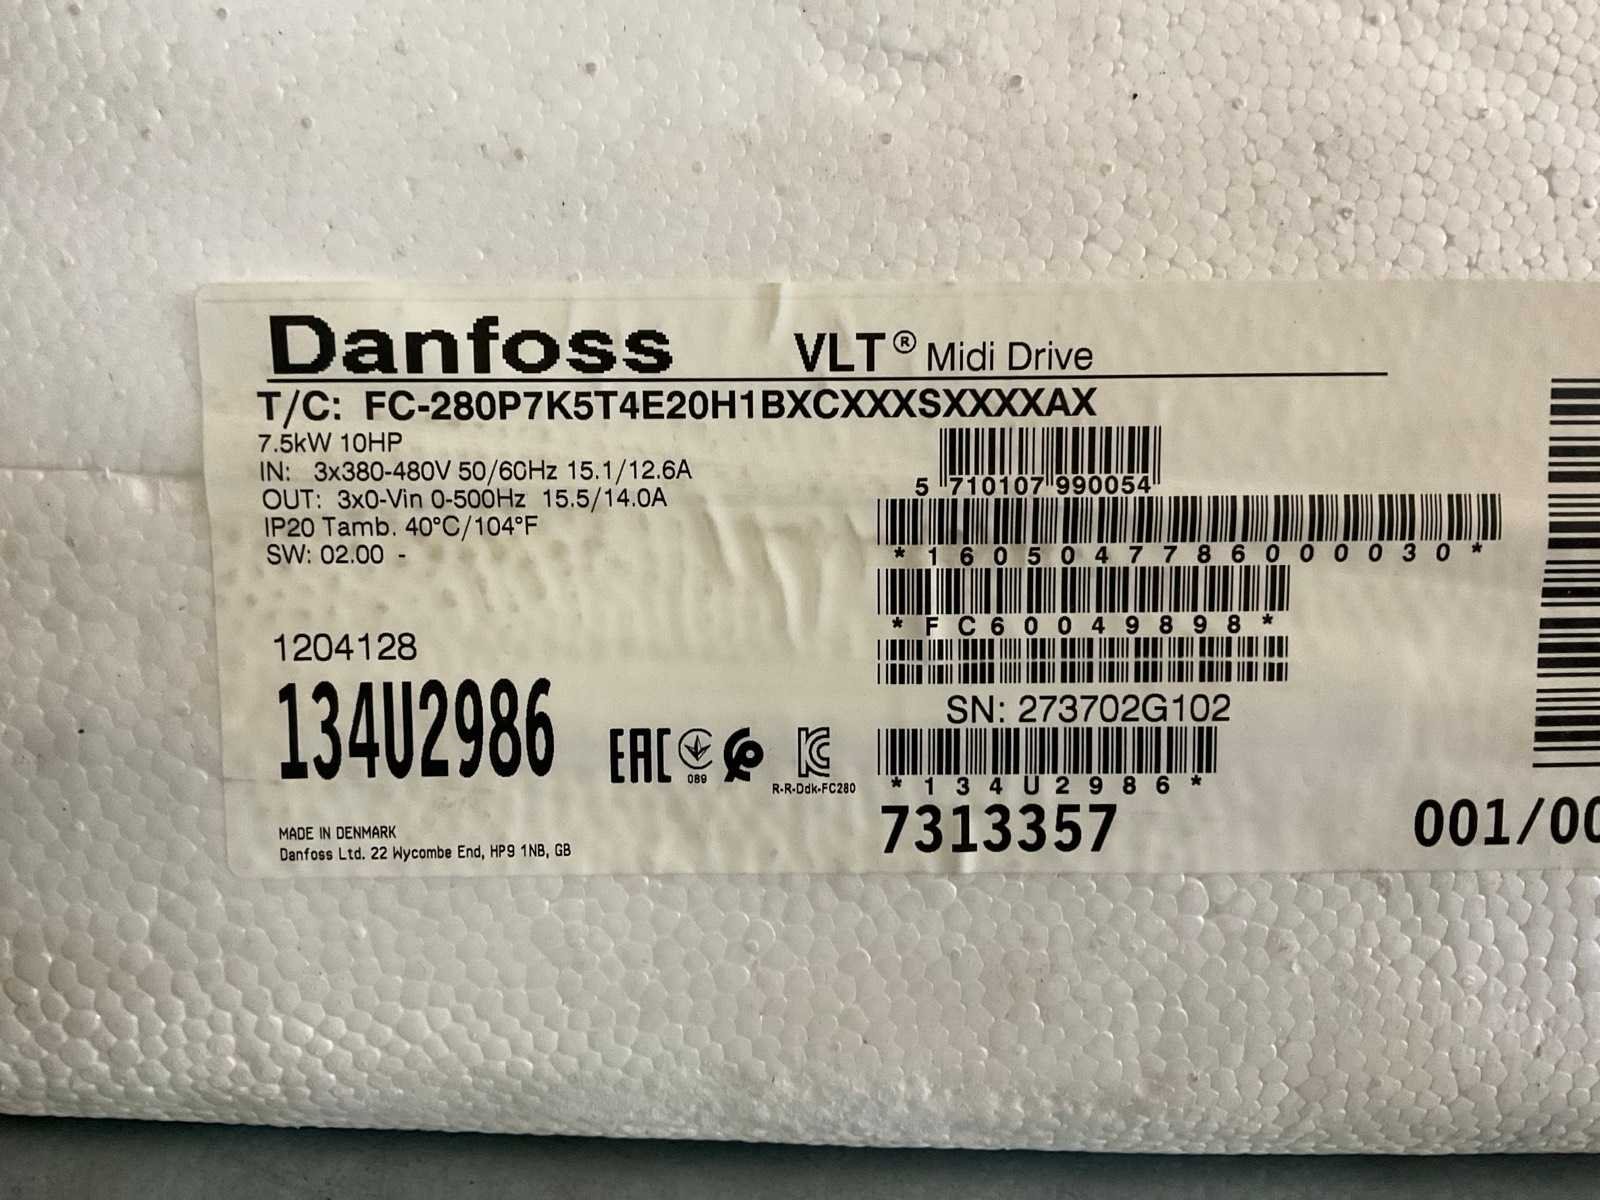 Danfoss VLT® Midi Drive
T/C: FC-280P7K5T4E20H1BXCXXXSXXXXAX
7.5kW 10HP
IN: 3x380-480V 50/60Hz 15.1/12.6A
OUT: 3x0-Vin 0-500Hz 15.5/14.0A
IP20 Tamb. 40°C/104°F
SW: 02.00 -
5 710107 990054
*1605047786000030*
*FC60049898*
1204128
134U2986
SN: 273702G102
EAC
089
R-R-Ddk-FC280
*134U2986*
7313357
001/00
MADE IN DENMARK
Danfoss Ltd. 22 Wycombe End, HP9 1NB, GB